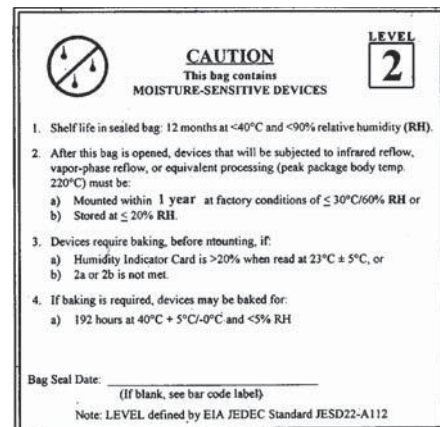 LEVEL
2
CAUTION
This bag contains
MOISTURE-SENSITIVE DEVICES
1. Shelf life in sealed bag: 12 months at <40°C and <90% relative humidity (RH).
2. After this bag is opened, devices that will be subjected to infrared reflow,
vapor-phase reflow, or equivalent processing (peak package body temp.
220°C) must be:
a) Mounted within 1 year at factory conditions of ≤ 30°C/60% RH or
b) Stored at ≤ 20% RH.
3. Devices require baking, before mounting, if:
a) Humidity Indicator Card is >20% when read at 23°C ± 5°C, or
b) 2a or 2b is not met.
4. If baking is required, devices may be baked for:
a) 192 hours at 40°C + 5°C/-0°C and <5% RH
Bag Seal Date:
(If blank, see bar code label)
Note: LEVEL defined by EIA JEDEC Standard JESD22-A112